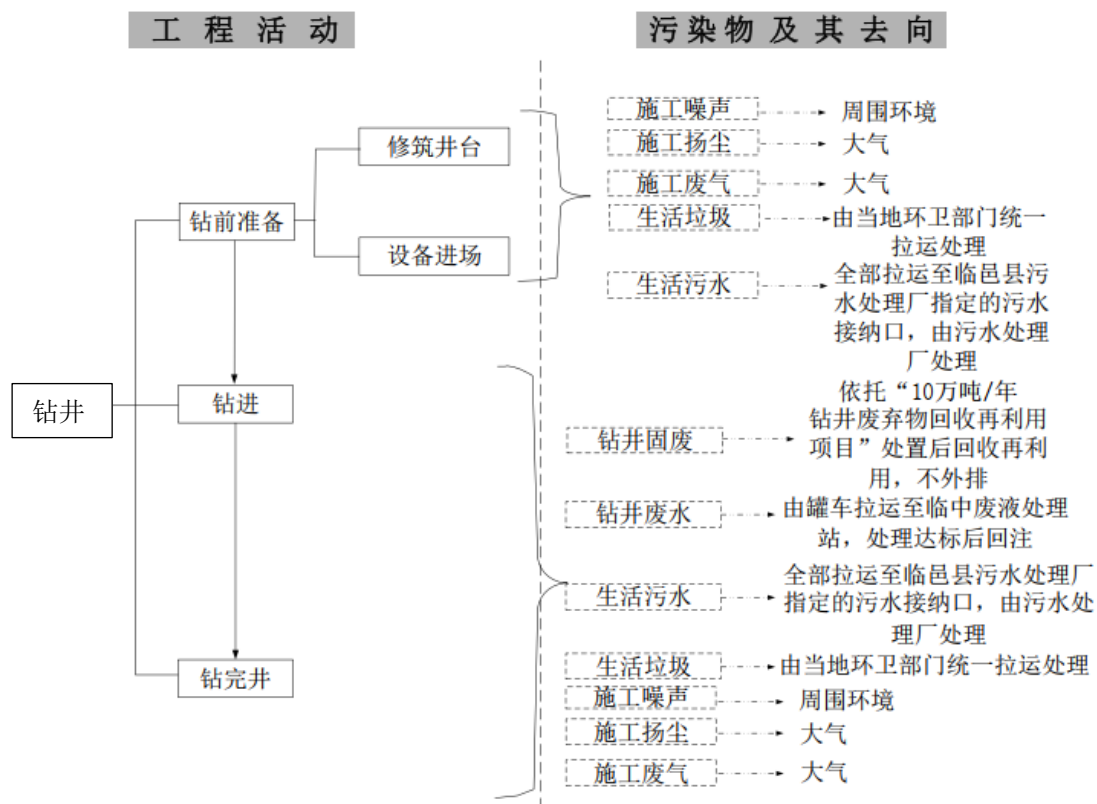 工程活动
污染物及其去向
施工噪声
周围环境
修筑井台
施工扬尘
大气
施工废气
大气
钻前准备
生活垃圾
由当地环卫部门统一
拉运处理
设备进场
生活污水
全部拉运至临邑县污
水处理厂指定的污水
接纳口，由污水处理
厂处理
钻井
钻进
钻井固废
依托“10万吨/年
钻井废弃物回收再利用
项目”处置后回收再利
用，不外排
钻井废水
由罐车拉运至临中废液处理
站，处理达标后回注
生活污水
全部拉运至临邑县污水处理厂
指定的污水接纳口，由污水处
理厂处理
钻完井
生活垃圾
由当地环卫部门统一拉运处理
施工噪声
周围环境
施工扬尘
大气
施工废气
大气